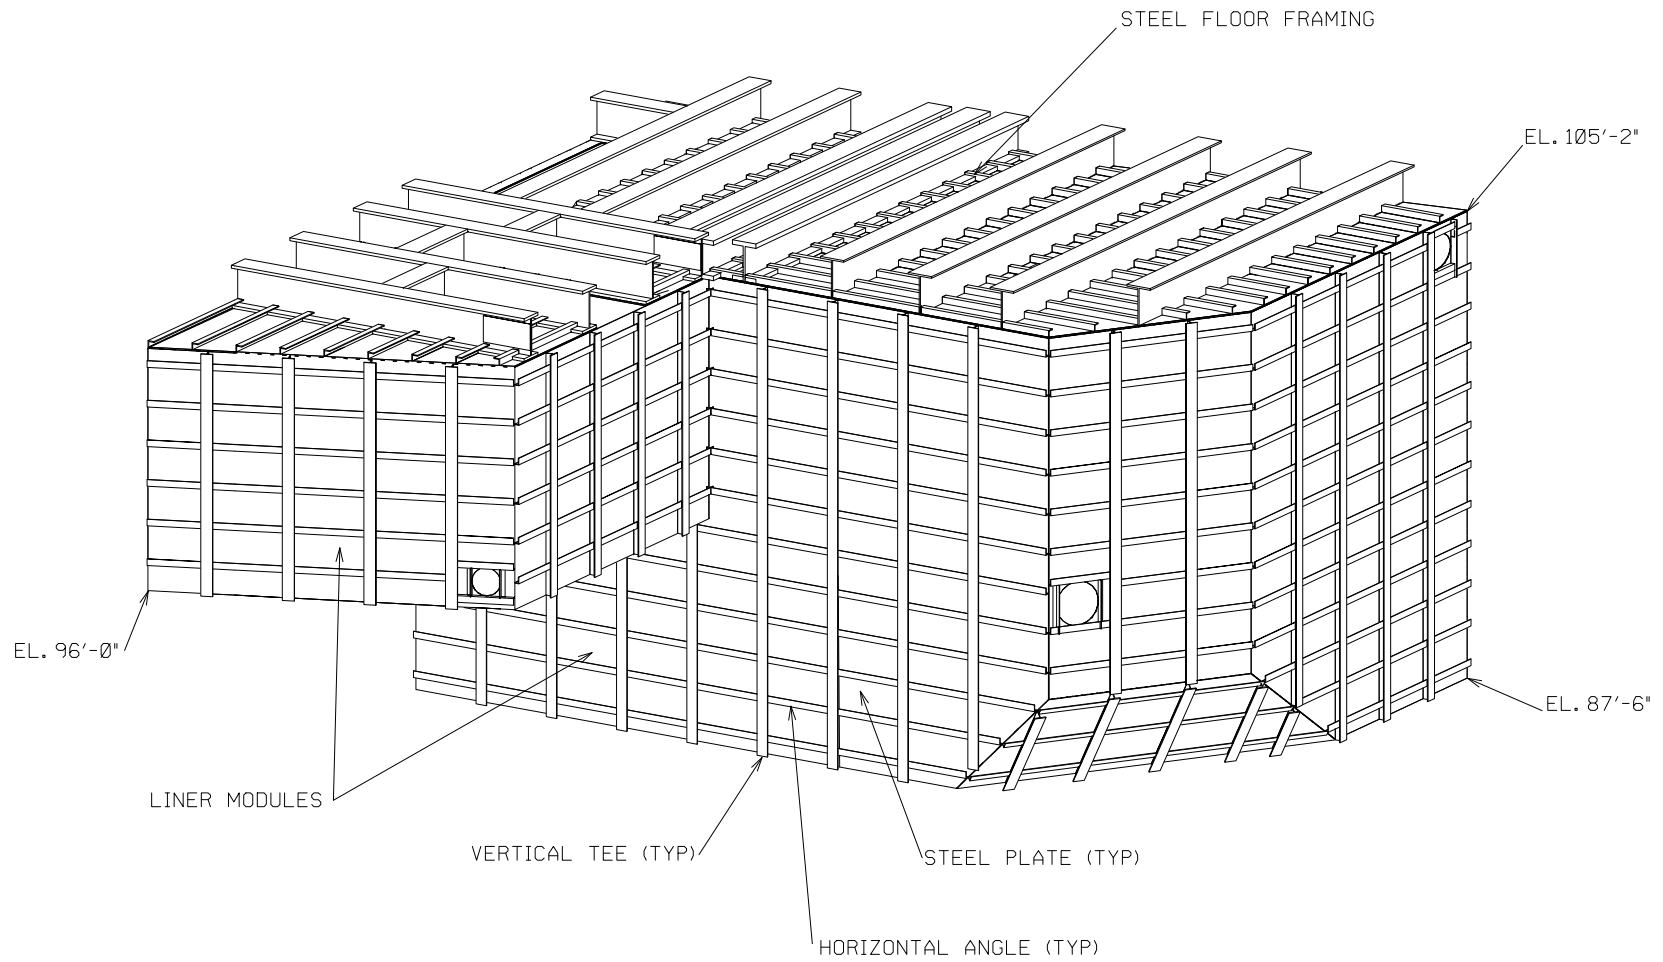 STEEL FLOOR FRAMING
EL. 105'-2"
EL. 96'-0"
EL. 87'-6"
LINER MODULES
VERTICAL TEE (TYP)
STEEL PLATE (TYP)
HORIZONTAL ANGLE (TYP)